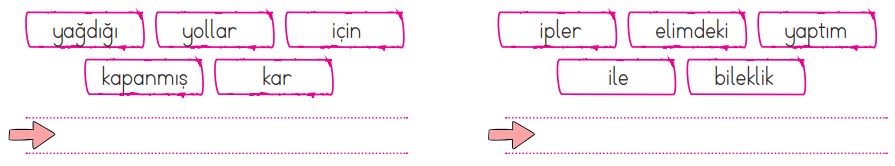 yağdığı yollar için
kapanmış kar
ipler elimdeki yaptım
ile bileklik